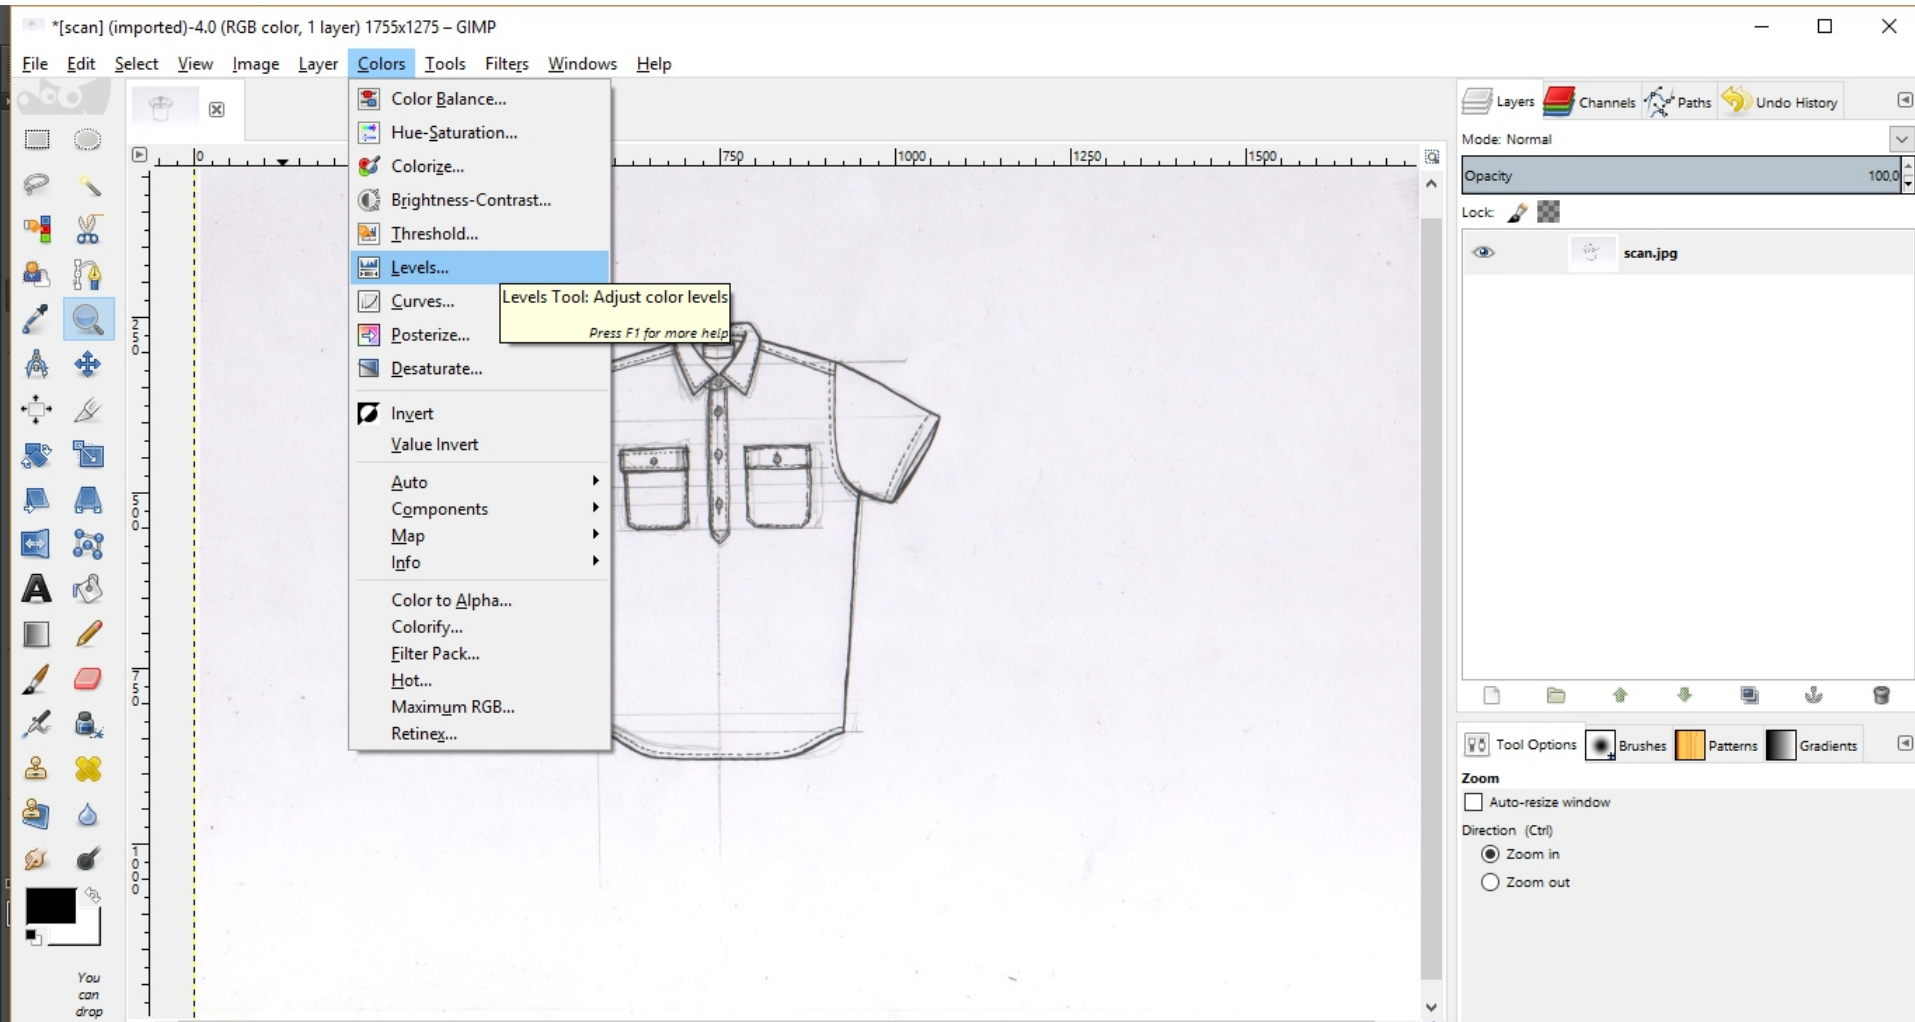 *[scan] (imported)-4.0 (RGB color, 1 layer) 1755x1275 – GIMP
File Edit Select View Image Layer Colors Tools Filters Windows Help
Color Balance...
Hue-Saturation...
Colorize...
Brightness-Contrast...
Threshold...
Levels...
Curves...
Posterize...
Desaturate...
Invert
Value Invert
Auto
Components
Map
Info
Color to Alpha...
Colorify...
Filter Pack...
Hot...
Maximum RGB...
Retinex...
Levels Tool: Adjust color levels
Press F1 for more help
0 750 1000 1250 1500
250
500
750
1000
You
can
drop
Layers Channels Paths Undo History
Mode: Normal
Opacity 100,0
Lock:
scan.jpg
Tool Options Brushes Patterns Gradients
Zoom
Auto-resize window
Direction (Ctrl)
Zoom in
Zoom out